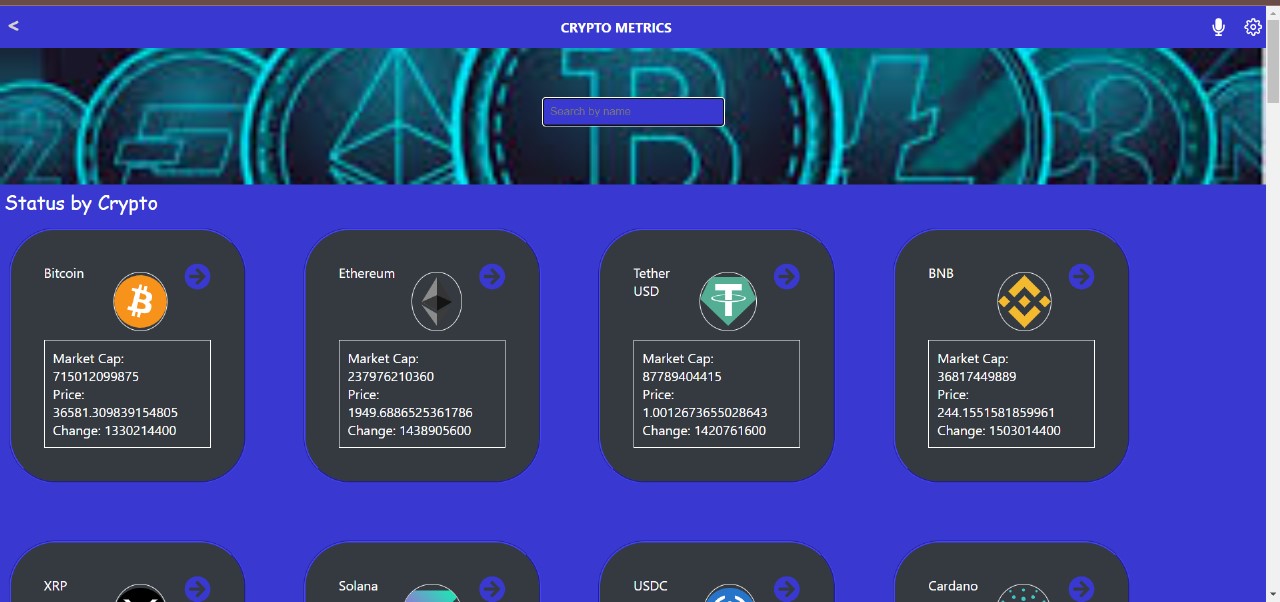 <
CRYPTO METRICS
Search by name
Status by Crypto
Bitcoin
Market Cap:
715012099875
Price:
36581.309839154805
Change: 1330214400
Ethereum
Market Cap:
237976210360
Price:
1949.6886525361786
Change: 1438905600
Tether
USD
Market Cap:
87789404415
Price:
1.0012673655028643
Change: 1420761600
BNB
Market Cap:
36817449889
Price:
244.1551581859961
Change: 1503014400
XRP
Solana
USDC
Cardano